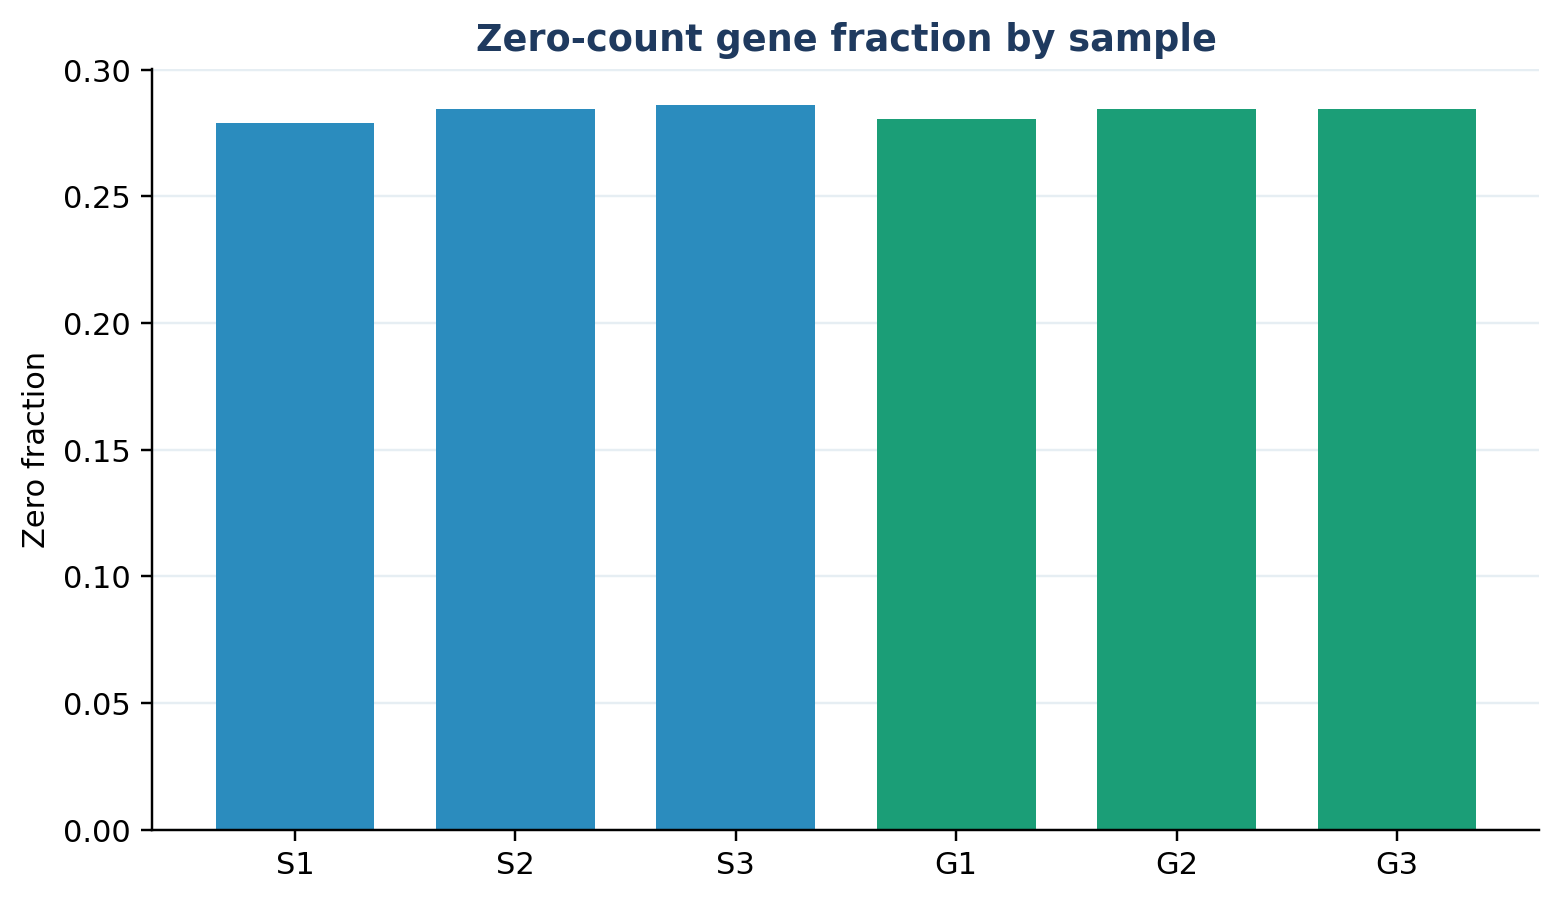 Zero-count gene fraction by sample
Zero fraction
0.30
0.25
0.20
0.15
0.10
0.05
0.00
S1 S2 S3 G1 G2 G3